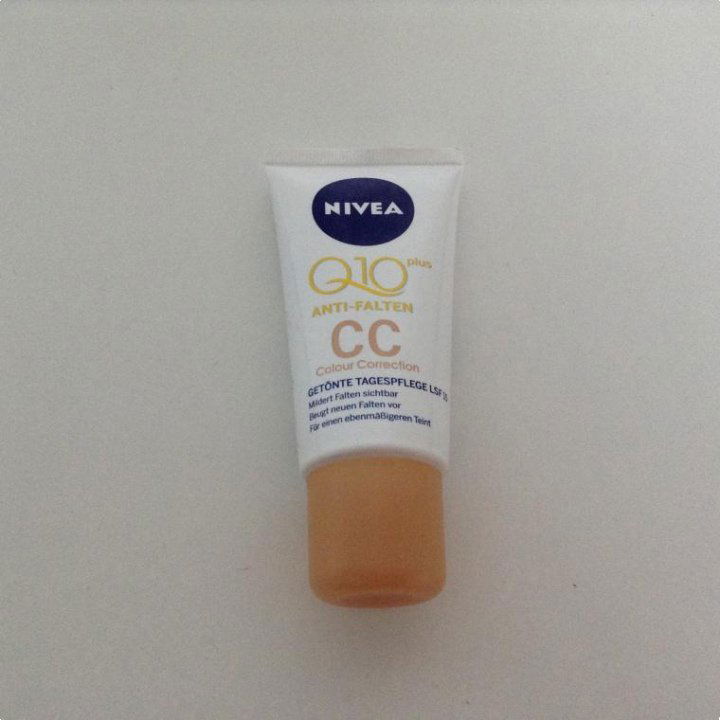 NIVEA
Q10 plus
ANTI-FALTEN
CC
Colour Correction
GETÖNTE TAGESPFLEGE LSF
Mildert Falten sichtbar
Beugt neuen Falten vor
Für einen ebenmäßigeren Teint